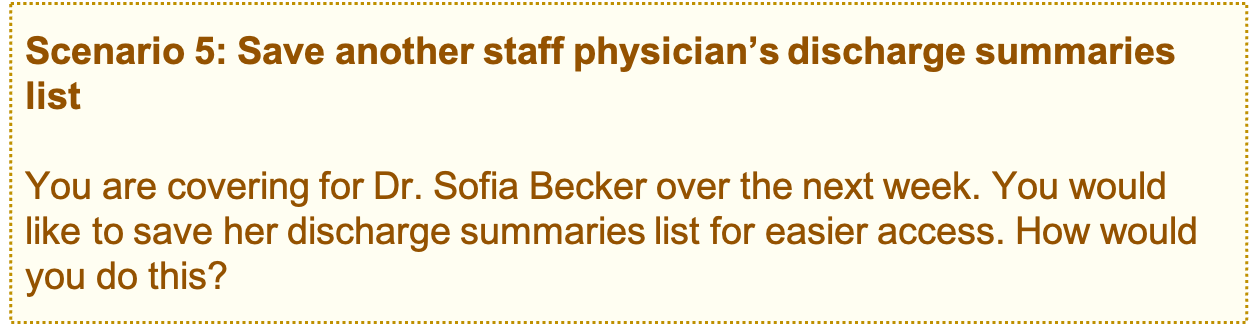 Scenario 5: Save another staff physician’s discharge summaries
list
You are covering for Dr. Sofia Becker over the next week. You would
like to save her discharge summaries list for easier access. How would
you do this?